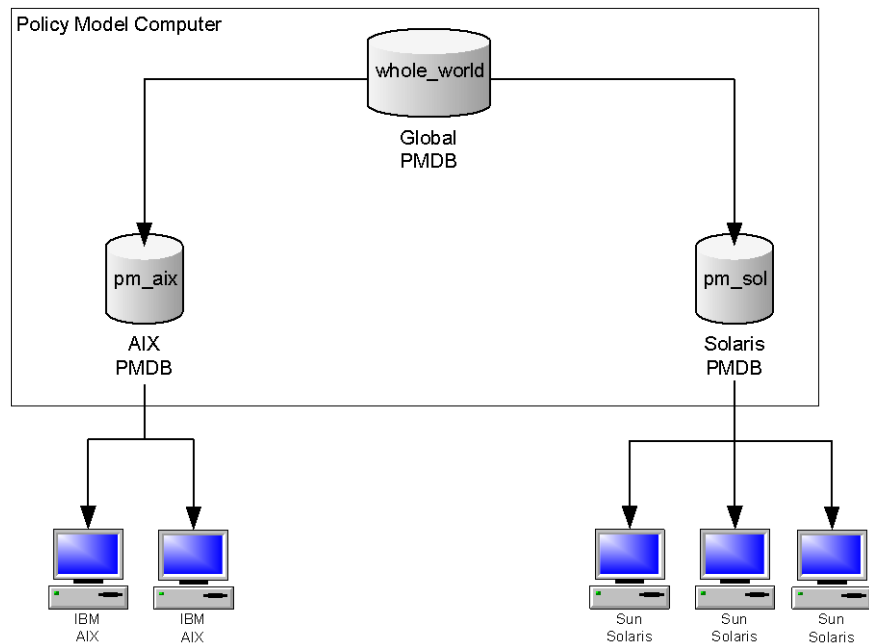 Policy Model Computer
whole_world
Global
PMDB
pm_aix
pm_sol
AIX
PMDB
Solaris
PMDB
IBM
AIX
IBM
AIX
Sun
Solaris
Sun
Solaris
Sun
Solaris